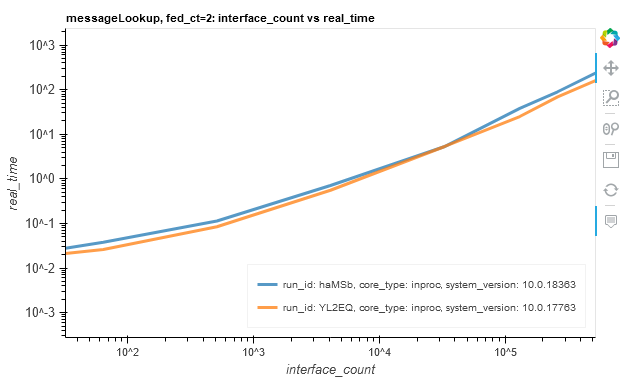 messageLookup, fed_ct=2: interface_count vs real_time
10^3
10^2
10^1
10^0
10^-1
10^-2
10^-3
real_time
run_id: haMSb, core_type: inproc, system_version: 10.0.18363
run_id: YL2EQ, core_type: inproc, system_version: 10.0.17763
10^2 10^3 10^4 10^5
interface_count